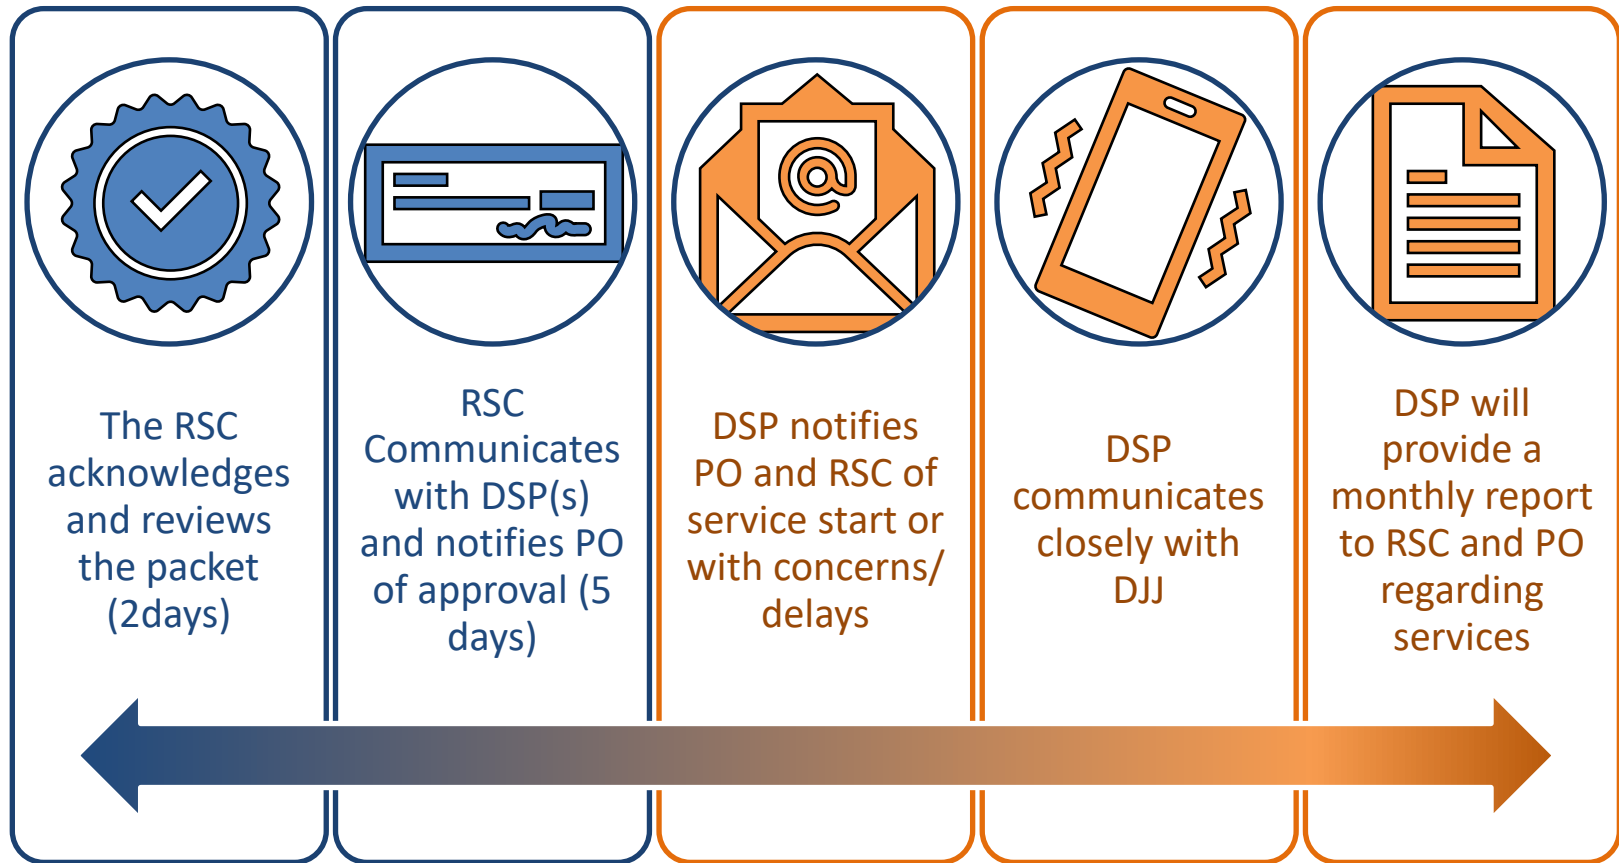 The RSC
acknowledges
and reviews
the packet
(2days)
RSC
Communicates
with DSP(s)
and notifies PO
of approval (5
days)
DSP notifies
PO and RSC of
service start or
with concerns/
delays
DSP
communicates
closely with
DJJ
DSP will
provide a
monthly report
to RSC and PO
regarding
services